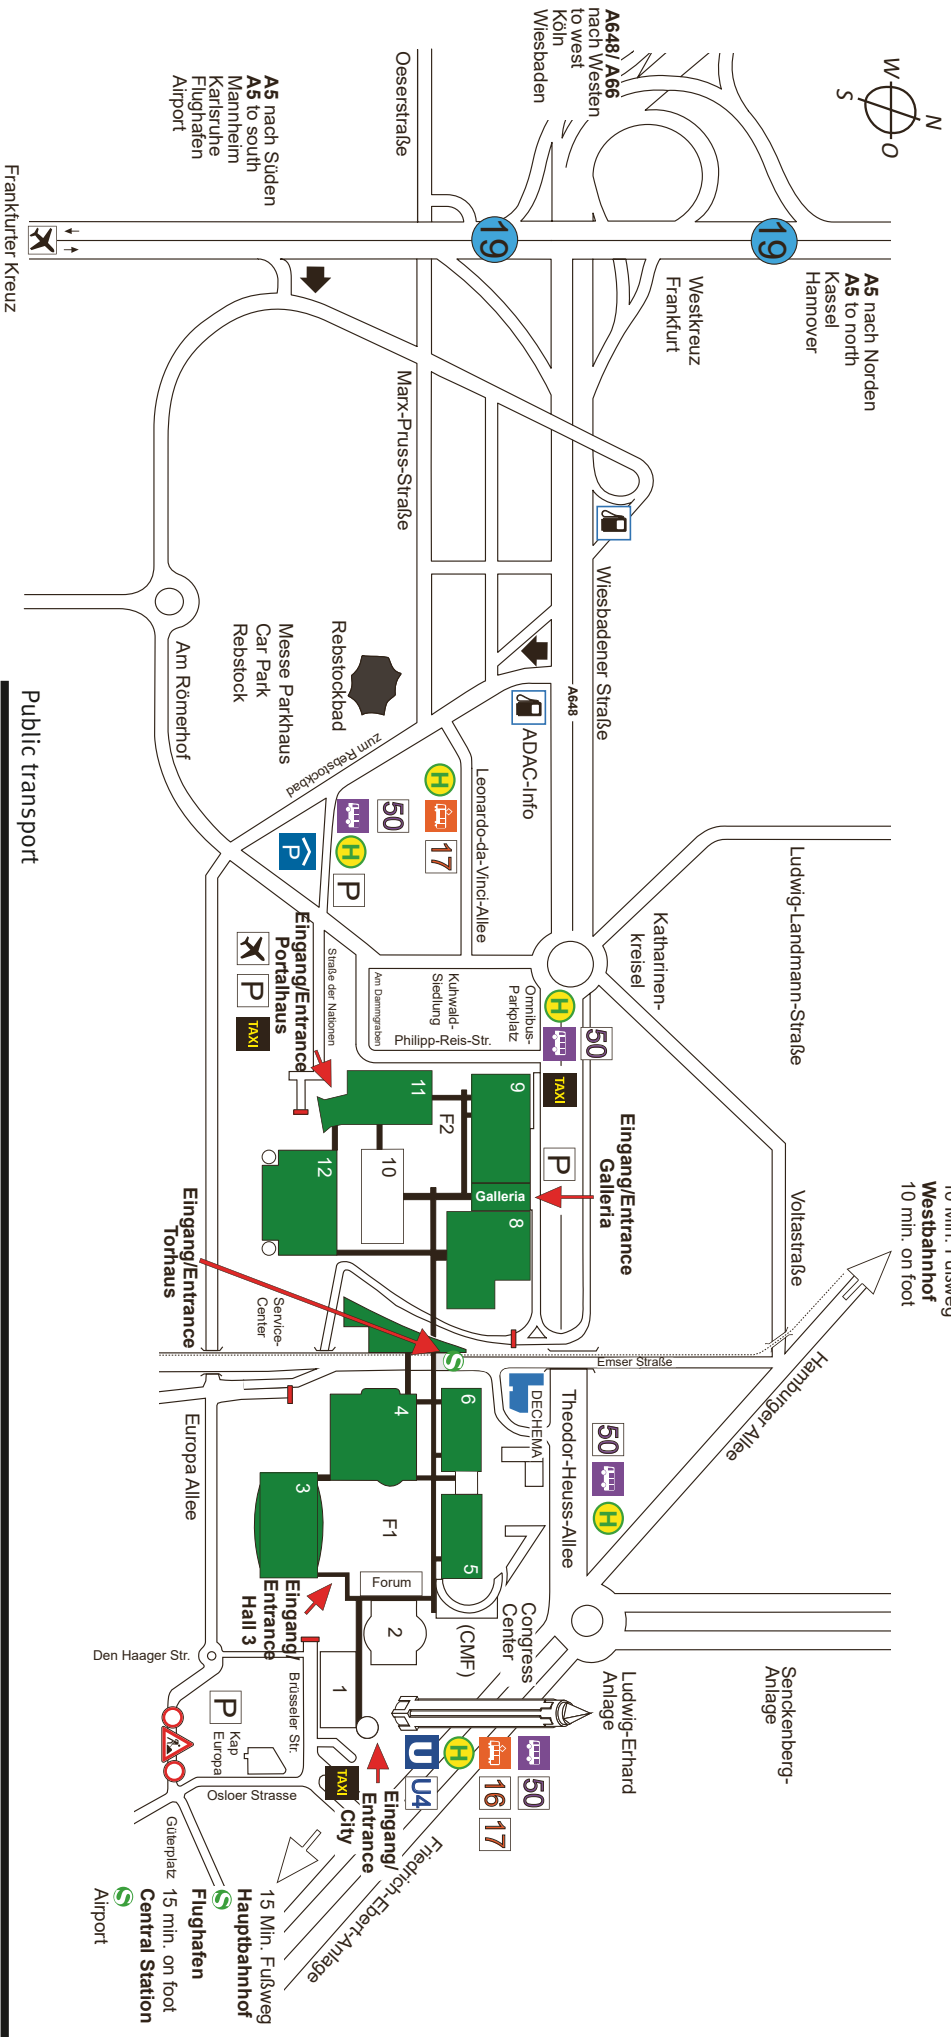 W
N
S
O
A648/ A66
nach Westen
to west
Köln
Wiesbaden
Oeserstraße
A5 nach Süden
A5 to south
Mannheim
Karlsruhe
Flughafen
Airport
Frankfurter Kreuz
19
19
A5 nach Norden
A5 to north
Kassel
Hannover
Westkreuz
Frankfurt
Marx-Pruss-Straße
Wiesbadener Straße
A648
ADAC-Info
Rebstockbad
Messe Parkhaus
Car Park
Rebstock
Am Römerhof
zum Rebstockbad
Leonardo-da-Vinci-Allee
H
17
50
H
P
P
Ludwig-Landmann-Straße
Katharinen-
kreisel
Omnibus-
Parkplatz
Kuhwald-
Siedlung
Philipp-Reis-Str.
Am Dammgraben
Straße der Nationen
Eingang/Entrance
Portalhaus
P
TAXI
H
50
TAXI
P
Eingang/Entrance
Galleria
Voltastraße
Westbahnhof
10 min. on foot
9
Galleria
8
11
F2
10
12
Eingang/Entrance
Torhaus
Service-
Center
S
Emser Straße
Hamburger Allee
DECHEMA
Theodor-Heuss-Allee
50
H
6
5
4
3
F1
Forum
2
1
Europa Allee
Eingang/
Entrance
Hall 3
Congress
Center
(CMF)
Ludwig-Erhard
Anlage
Senckenberg-
Anlage
Den Haager Str.
Brüsseler Str.
P
Kap
Europa
Osloer Strasse
Güterplatz
50
16
17
H
U
U4
TAXI
Eingang/
Entrance
City
Friedrich-Ebert-Anlage
15 Min. Fußweg
Hauptbahnhof
S
Flughafen
15 min. on foot
Central Station
S
Airport
Public transport